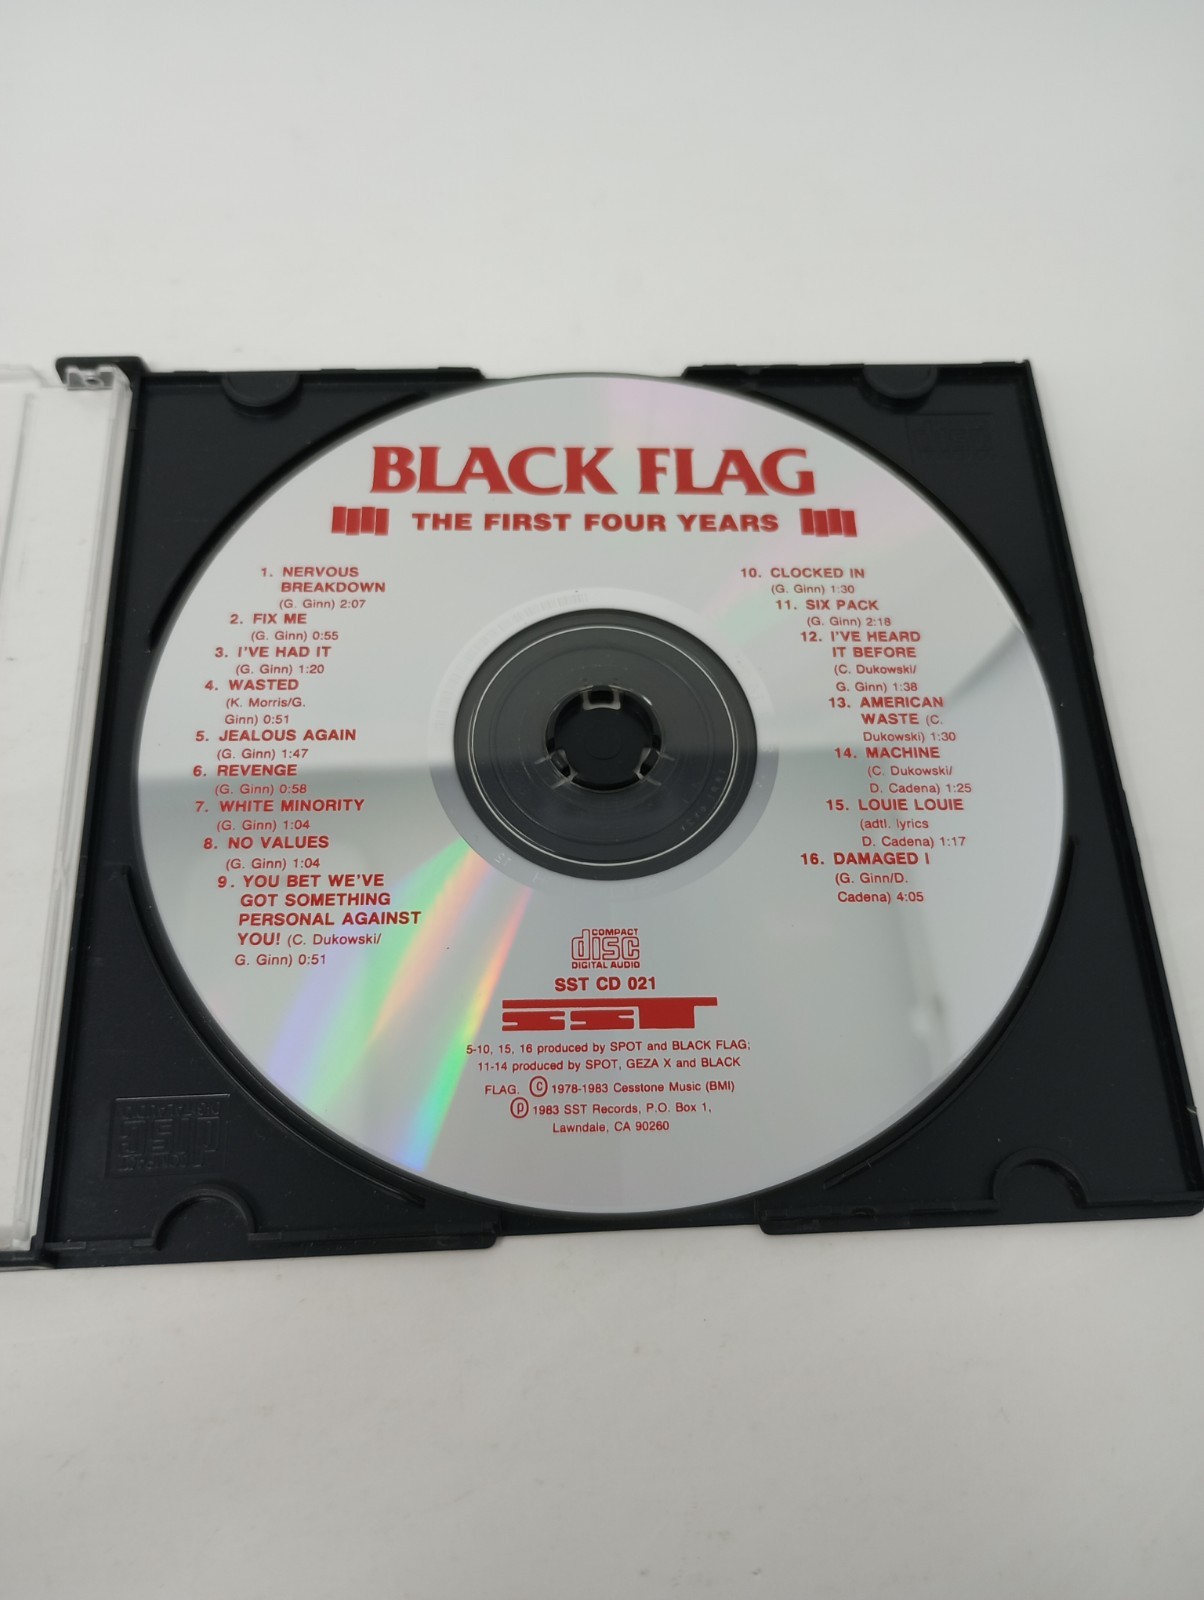 BLACK FLAG
THE FIRST FOUR YEARS
1. NERVOUS
BREAKDOWN
(G. Ginn) 2:07
2. FIX ME
(G. Ginn) 0:55
3. I'VE HAD IT
(G. Ginn) 1:20
4. WASTED
(K. Morris/G.
Ginn) 0:51
5. JEALOUS AGAIN
(G. Ginn) 1:47
6. REVENGE
(G. Ginn) 0:58
7. WHITE MINORITY
(G. Ginn) 1:04
8. NO VALUES
(G. Ginn) 1:04
9. YOU BET WE'VE
GOT SOMETHING
PERSONAL AGAINST
YOU! (C. Dukowski/
G. Ginn) 0:51
10. CLOCKED IN
(G. Ginn) 1:30
11. SIX PACK
(G. Ginn) 2:18
12. I'VE HEARD
IT BEFORE
(C. Dukowski/
G. Ginn) 1:38
13. AMERICAN
WASTE (C.
Dukowski) 1:30
14. MACHINE
(C. Dukowski/
D. Cadena) 1:25
15. LOUIE LOUIE
(adtl. lyrics
D. Cadena) 1:17
16. DAMAGED I
(G. Ginn/D.
Cadena) 4:05
COMPACT
disc
DIGITAL AUDIO
SST CD 021
SST
5-10, 15, 16 produced by SPOT and BLACK FLAG;
11-14 produced by SPOT, GEZA X and BLACK
FLAG. © 1978-1983 Cesstone Music (BMI)
℗ 1983 SST Records, P.O. Box 1,
Lawndale, CA 90260